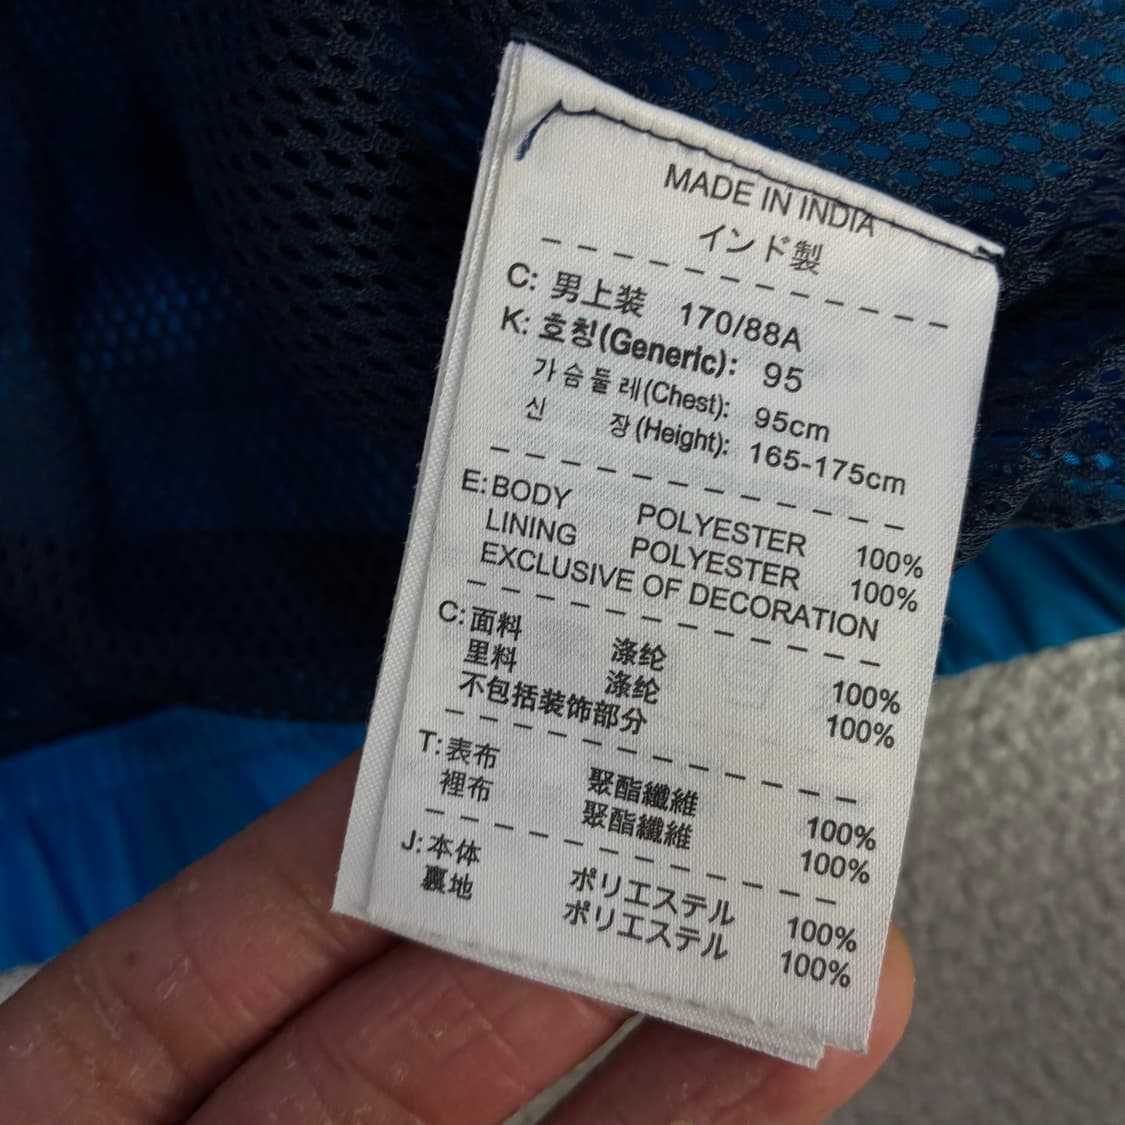 MADE IN INDIA
インド製
C: 男上装 170/88A
K: 호칭(Generic): 95
가슴둘레(Chest): 95cm
신 장(Height): 165-175cm
E: BODY POLYESTER 100%
LINING POLYESTER 100%
EXCLUSIVE OF DECORATION
C: 面料 涤纶 100%
里料 涤纶 100%
不包括装饰部分
T: 表布 聚酯纖維 100%
裡布 聚酯纖維 100%
J: 本体 ポリエステル 100%
裏地 ポリエステル 100%